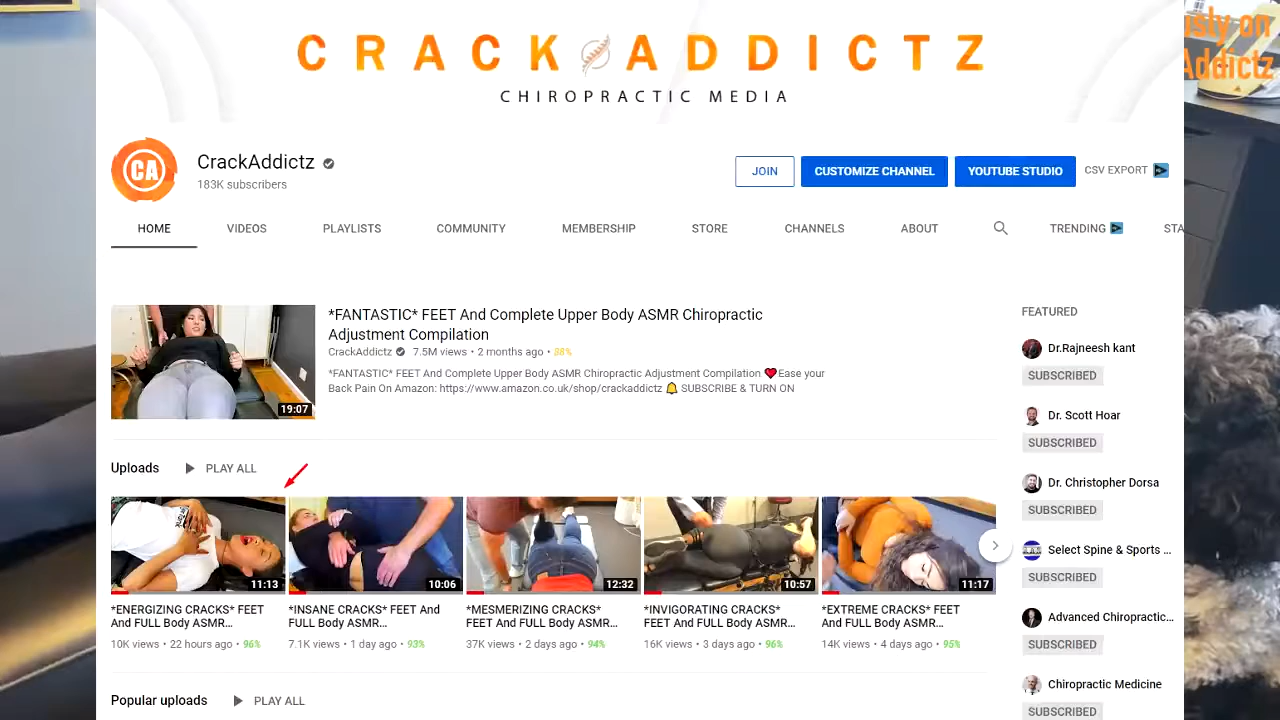 CRACK ADDICTZ
CHIROPRACTIC MEDIA
usly on
Addictz
CA
CrackAddictz
183K subscribers
JOIN
CUSTOMIZE CHANNEL
YOUTUBE STUDIO
CSV EXPORT
HOME
VIDEOS
PLAYLISTS
COMMUNITY
MEMBERSHIP
STORE
CHANNELS
ABOUT
TRENDING
STA
*FANTASTIC* FEET And Complete Upper Body ASMR Chiropractic
Adjustment Compilation
CrackAddictz 7.5M views • 2 months ago • 88%
*FANTASTIC* FEET And Complete Upper Body ASMR Chiropractic Adjustment Compilation ❤️Ease your
Back Pain On Amazon: https://www.amazon.co.uk/shop/crackaddictz 🔔 SUBSCRIBE & TURN ON
19:07
Uploads
PLAY ALL
11:13
*ENERGIZING CRACKS* FEET
And FULL Body ASMR...
10K views • 22 hours ago • 96%
10:06
*INSANE CRACKS* FEET And
FULL Body ASMR...
7.1K views • 1 day ago • 93%
12:32
*MESMERIZING CRACKS*
FEET And FULL Body ASMR...
37K views • 2 days ago • 94%
10:57
*INVIGORATING CRACKS*
FEET And FULL Body ASMR...
16K views • 3 days ago • 96%
11:17
*EXTREME CRACKS* FEET
And FULL Body ASMR...
14K views • 4 days ago • 95%
Popular uploads
PLAY ALL
FEATURED
Dr.Rajneesh kant
SUBSCRIBED
Dr. Scott Hoar
SUBSCRIBED
Dr. Christopher Dorsa
SUBSCRIBED
Select Spine & Sports ...
SUBSCRIBED
Advanced Chiropractic...
SUBSCRIBED
Chiropractic Medicine
SUBSCRIBED